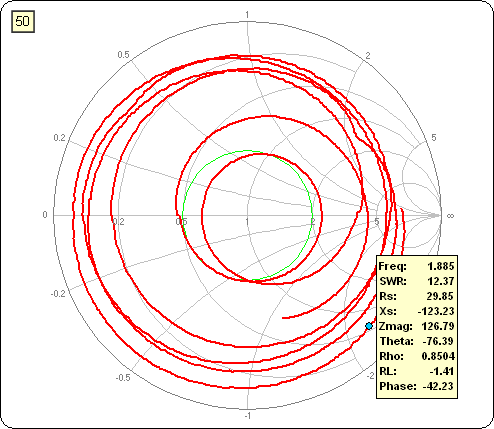 50
1
0.5
2
0.2
5
0
0.2
0.5
1
2
5
∞
-0.2
-0.5
-1
-2
Freq: 1.885
SWR: 12.37
Rs: 29.85
Xs: -123.23
Zmag: 126.79
Theta: -76.39
Rho: 0.8504
RL: -1.41
Phase: -42.23